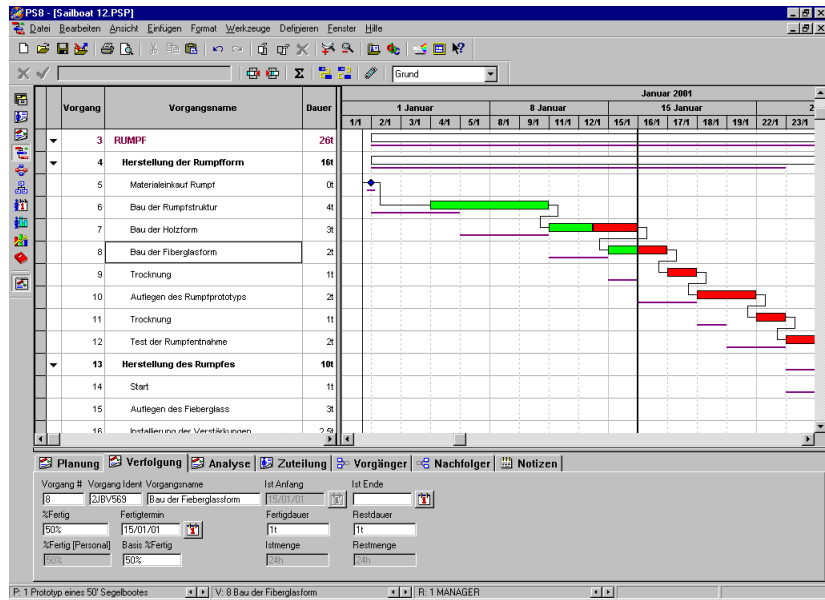 PS8 - [Sailboat 12.PSP]
Datei Bearbeiten Ansicht Einfügen Format Werkzeuge Definieren Fenster Hilfe
Grund
Vorgang Vorgangsname Dauer
Januar 2001
1 Januar 8 Januar 15 Januar 2
1/1 2/1 3/1 4/1 5/1 8/1 9/1 11/1 12/1 15/1 16/1 17/1 18/1 19/1 22/1 23/1
3 RUMPF 26t
4 Herstellung der Rumpfform 16t
5 Materialeinkauf Rumpf 0t
6 Bau der Rumpfstruktur 4t
7 Bau der Holzform 3t
8 Bau der Fiberglasform 2t
9 Trocknung 1t
10 Auflegen des Rumpfprototyps 2t
11 Trocknung 1t
12 Test der Rumpfentnahme 2t
13 Herstellung des Rumpfes 10t
14 Start 1t
15 Auflegen des Fieberglass 3t
16 Installierung der Verstärkungen 2.5t
Planung Verfolgung Analyse Zuteilung Vorgänger Nachfolger Notizen
Vorgang # Vorgang Ident Vorgangsname Ist Anfang Ist Ende
8 2JBV569 Bau der Fieberglassform 15/01/01
%Fertig Fertigtermin Fertigdauer Restdauer
50% 15/01/01 1t 1t
%Fertig [Personal] Basis %Fertig Istmenge Restmenge
50% 50% 24h 24h
P: 1 Prototyp eines 50' Segelbootes V: 8 Bau der Fiberglasform R: 1 MANAGER